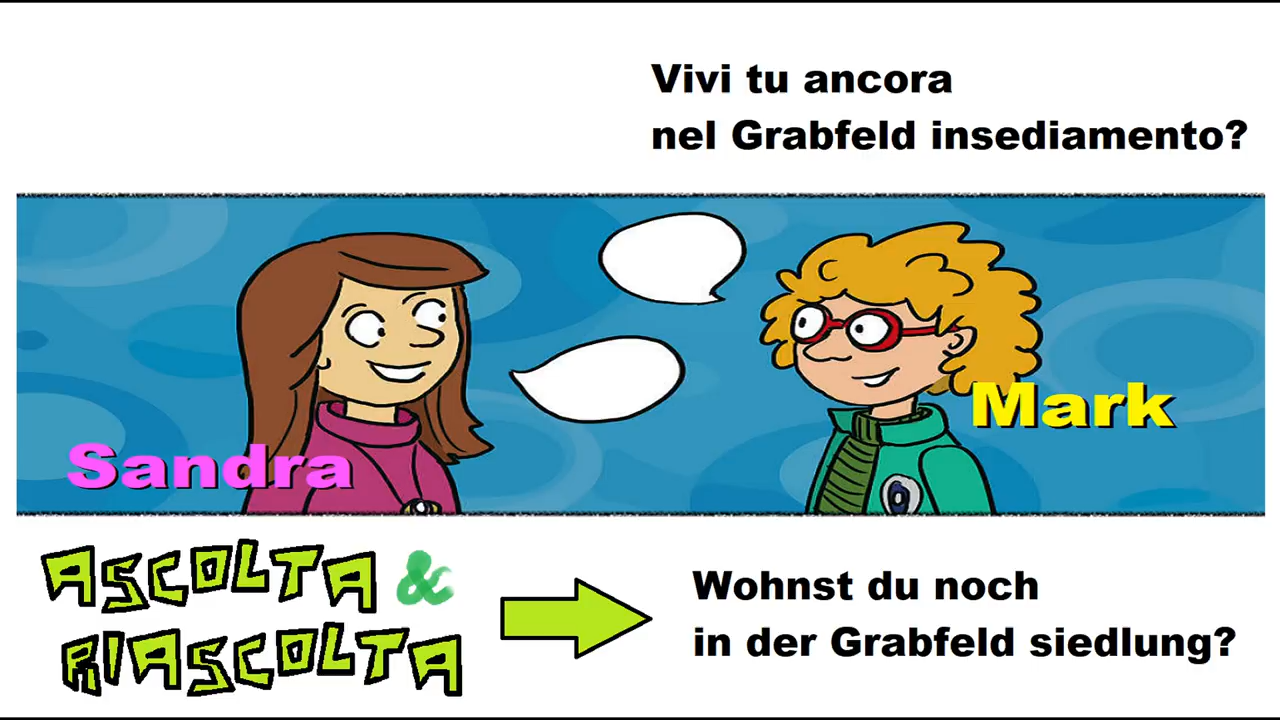 Vivi tu ancora
nel Grabfeld insediamento?
Mark
Sandra
ASCOLTA &
RIASCOLTA
Wohnst du noch
in der Grabfeld siedlung?